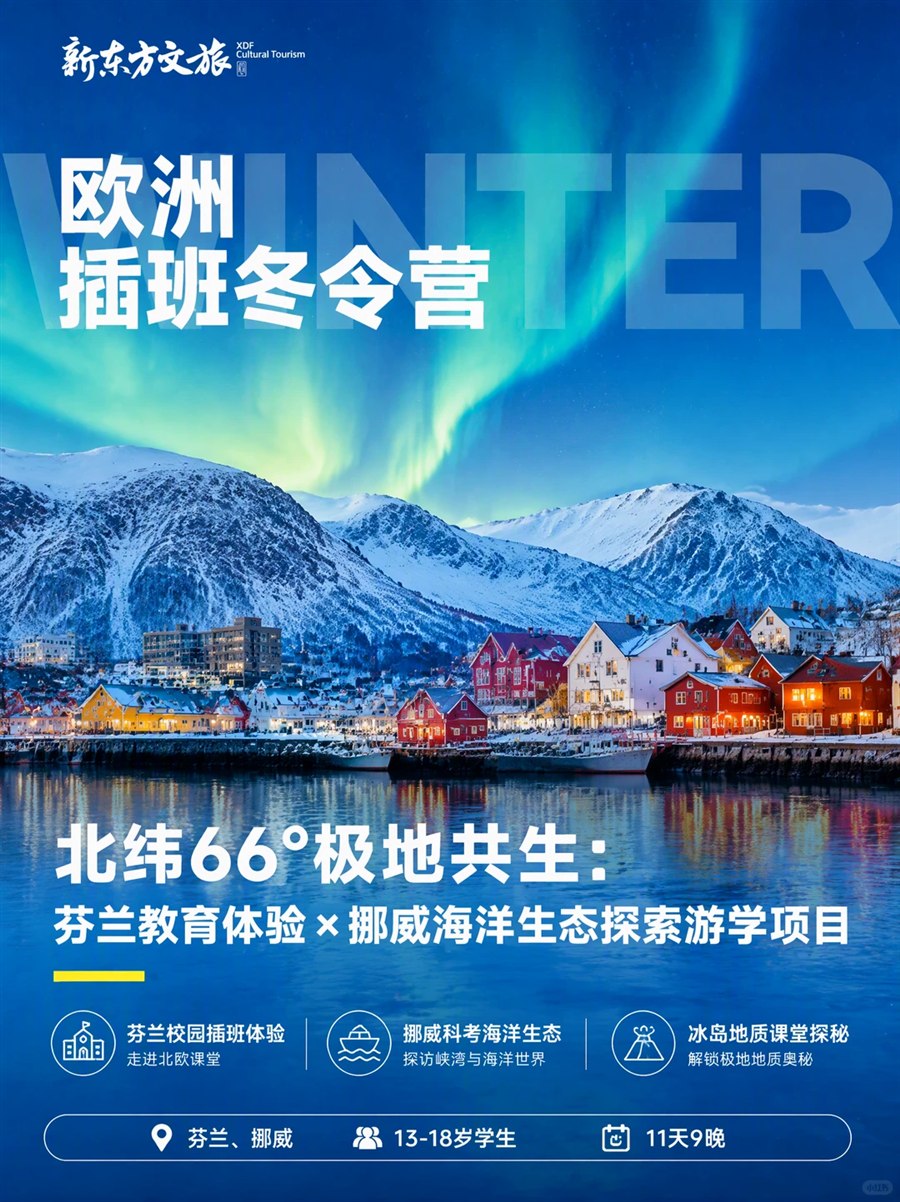 新东方文旅
XDF
Cultural Tourism
WINTER
欧洲
插班冬令营
北纬66°极地共生：
芬兰教育体验×挪威海洋生态探索游学项目
芬兰校园插班体验
走进北欧课堂
挪威科考海洋生态
探访峡湾与海洋世界
冰岛地质课堂探秘
解锁极地地质奥秘
芬兰、挪威
13-18岁学生
11天9晚
小红书